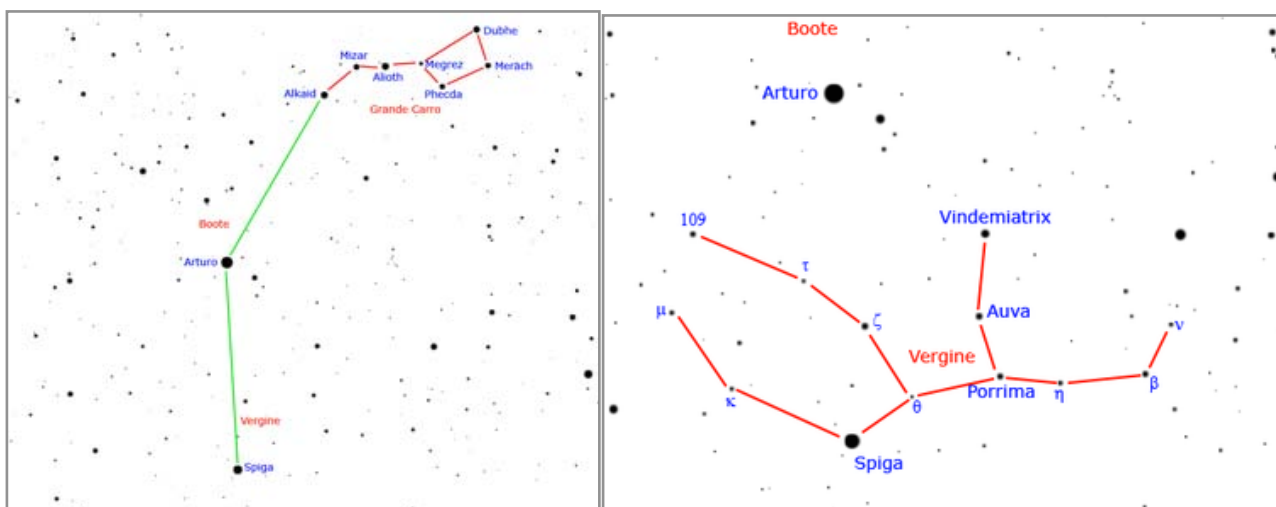 Dubhe
Mizar
Alioth
Megrez
Merach
Alkaid
Phecda
Grande Carro
Boote
Arturo
Vergine
Spiga
Boote
Arturo
109
Vindemiatrix
τ
μ
ζ
Auva
ν
Vergine
Porrima
η
β
κ
θ
Spiga